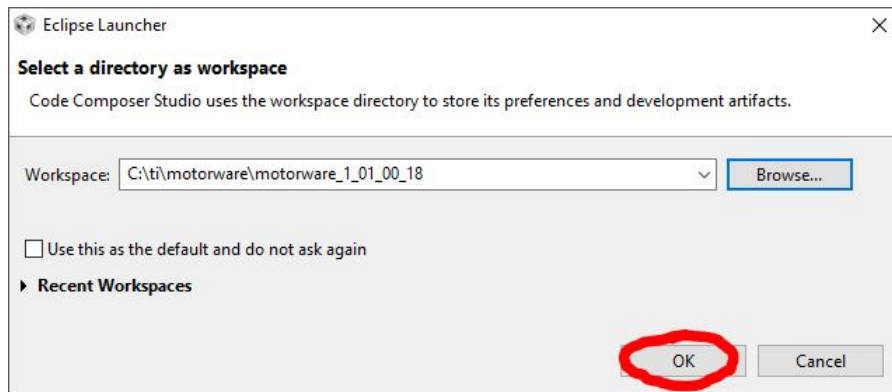 Eclipse Launcher
Select a directory as workspace
Code Composer Studio uses the workspace directory to store its preferences and development artifacts.
Workspace: C:\ti\motorware\motorware_1_01_00_18 Browse...
Use this as the default and do not ask again
Recent Workspaces
OK Cancel